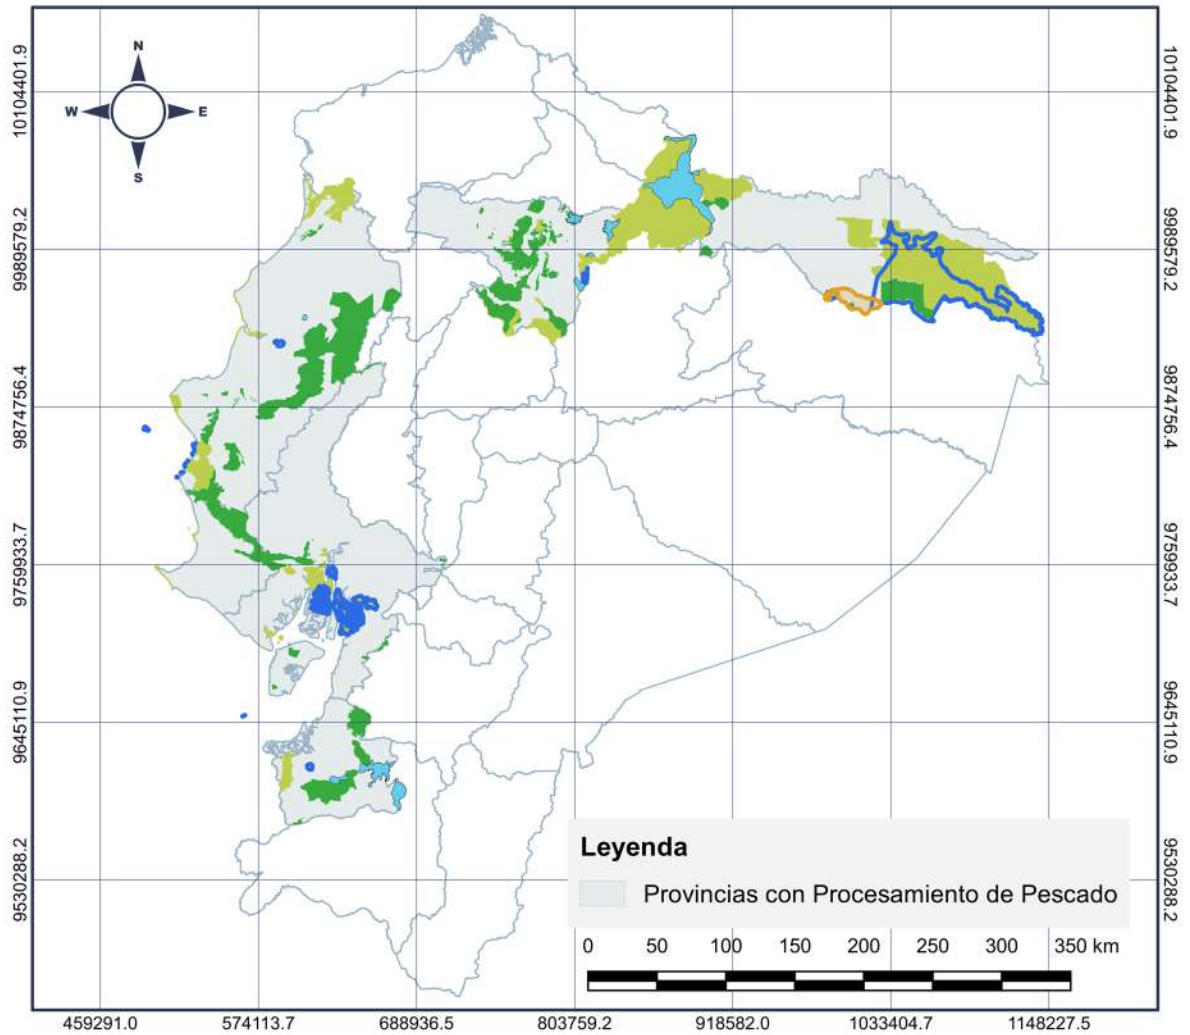 N
W E
S
10104401.9
9989579.2
9874756.4
9759933.7
9645110.9
9530288.2
10104401.9
9989579.2
9874756.4
9759933.7
9645110.9
9530288.2
Leyenda
Provincias con Procesamiento de Pescado
0 50 100 150 200 250 300 350 km
459291.0 574113.7 688936.5 803759.2 918582.0 1033404.7 1148227.5